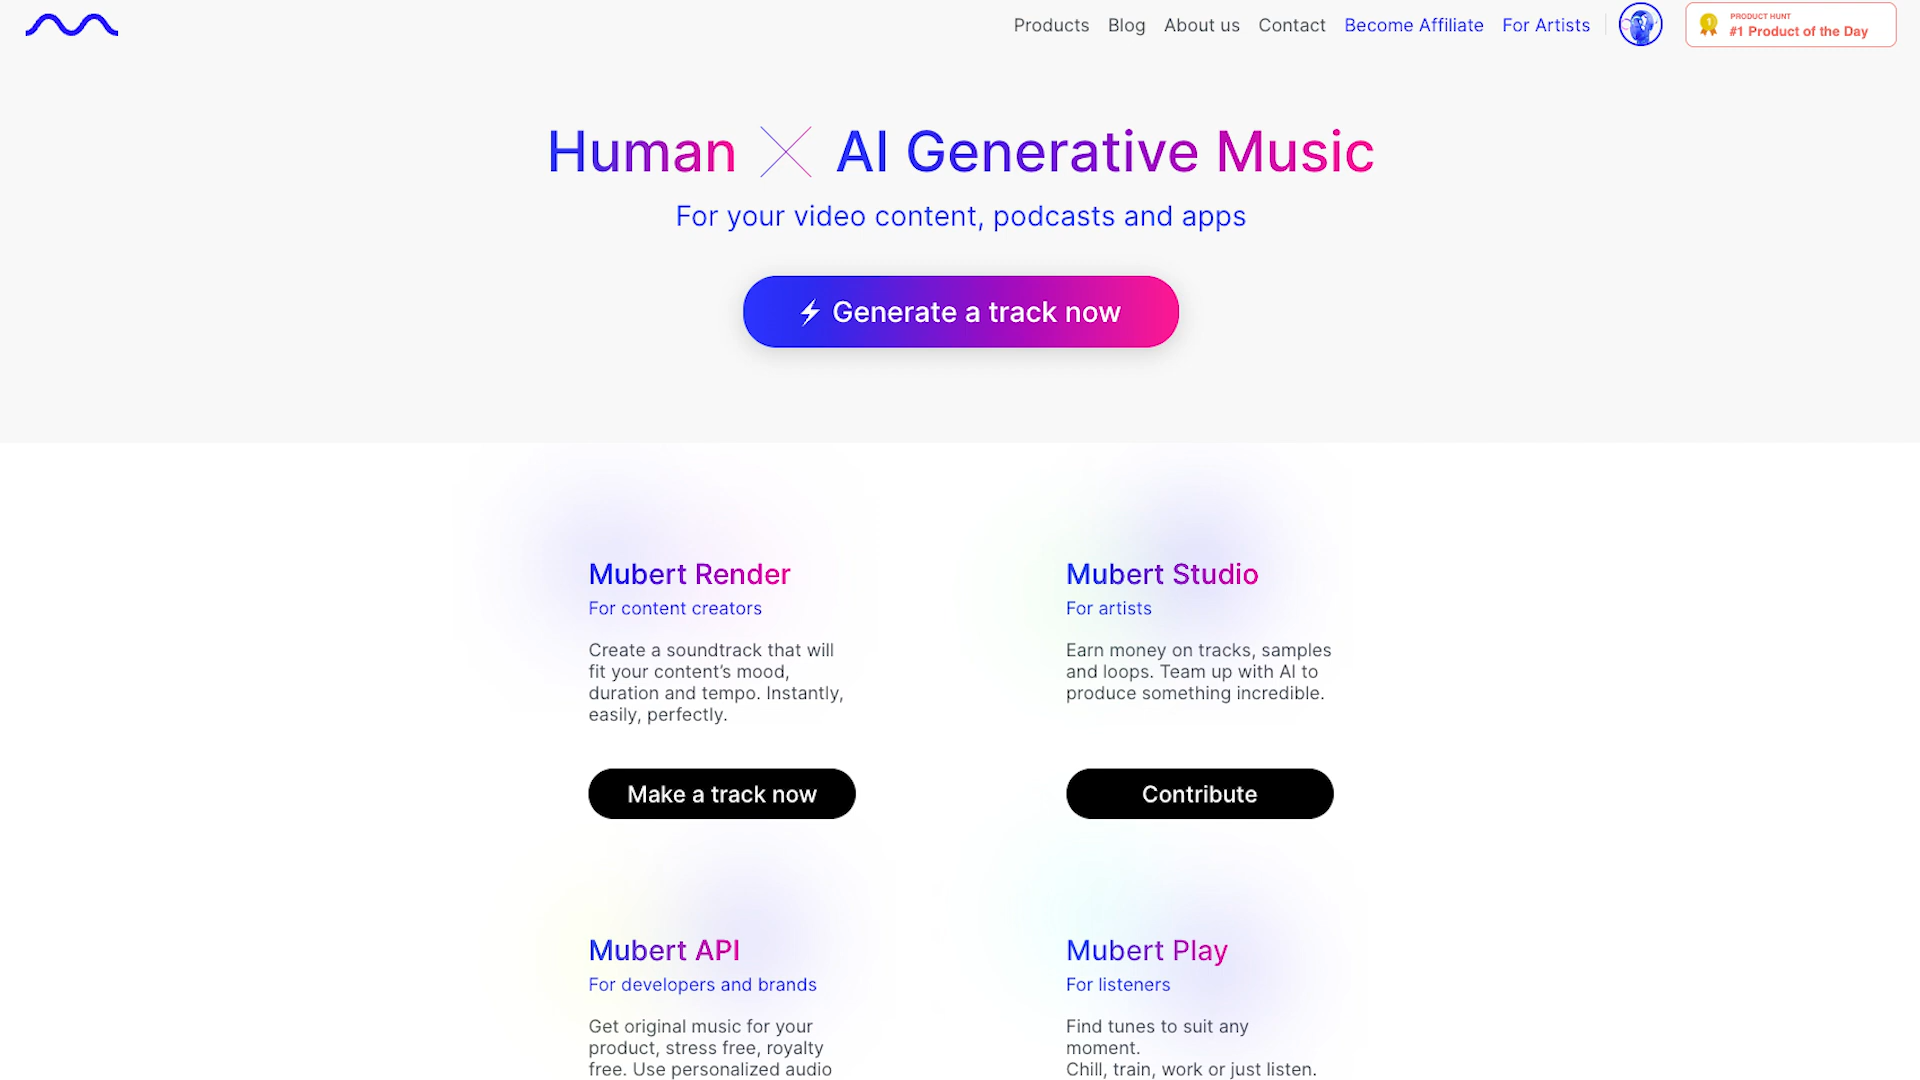 Products Blog About us Contact Become Affiliate For Artists
PRODUCT HUNT
#1 Product of the Day
1
Human × AI Generative Music
For your video content, podcasts and apps
Generate a track now
Mubert Render
For content creators
Create a soundtrack that will
fit your content’s mood,
duration and tempo. Instantly,
easily, perfectly.
Make a track now
Mubert Studio
For artists
Earn money on tracks, samples
and loops. Team up with AI to
produce something incredible.
Contribute
Mubert API
For developers and brands
Get original music for your
product, stress free, royalty
free. Use personalized audio
Mubert Play
For listeners
Find tunes to suit any
moment.
Chill, train, work or just listen.